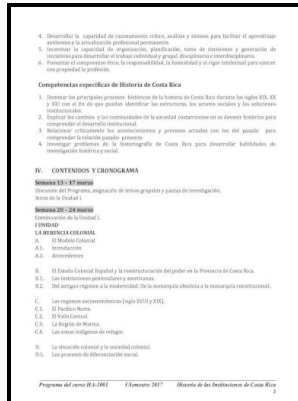 4. Desarrollar la capacidad de razonamiento crítico, análisis y síntesis para facilitar el aprendizaje
autónomo y la actualización profesional permanente.
5. Incentivar la capacidad de organización, planificación, toma de decisiones y generación de
iniciativas para desarrollar el trabajo individual y grupal, disciplinario e interdisciplinario.
6. Fomentar el compromiso ético, la responsabilidad, la honestidad y el rigor intelectual para ejercer
con propiedad la profesión.
Competencias específicas de Historia de Costa Rica
1. Dominar los principales procesos históricos de la historia de Costa Rica durante los siglos XIX, XX
y XXI con el fin de que puedan identificar las estructuras, los actores sociales y las soluciones
institucionales.
2. Explicar los cambios y las continuidades de la sociedad costarricense en su devenir histórico para
comprender el desarrollo institucional.
3. Relacionar críticamente los acontecimientos y procesos actuales con los del pasado para
comprender la relación pasado- presente.
4. Investigar problemas de la historiografía de Costa Rica para desarrollar habilidades de
investigación histórica y social.
IV. CONTENIDOS Y CRONOGRAMA
Semana 13 – 17 marzo
Discusión del Programa, asignación de temas grupales y pautas de investigación.
Inicio de la Unidad I.
Semana 20 – 24 marzo
Continuación de la Unidad I.
I UNIDAD
LA HERENCIA COLONIAL
A. El Modelo Colonial
A.1. Introducción
A.2. Antecedentes
B. El Estado Colonial Español y la reestructuración del poder en la Provincia de Costa Rica.
B.1. Las instituciones peninsulares y americanas.
B.2. Del antiguo régimen a la modernidad: De la monarquía absoluta a la monarquía constitucional.
C. Las regiones socioeconómicas (siglo XVIII y XIX).
C.1. El Pacífico Norte.
C.2. El Valle Central.
C.3. La Región de Matina.
C.4. Las zonas indígenas de refugio.
D. La situación colonial y la sociedad colonial.
D.1. Los procesos de diferenciación social.
Programa del curso HA-1003 I Semestre 2017 Historia de las Instituciones de Costa Rica